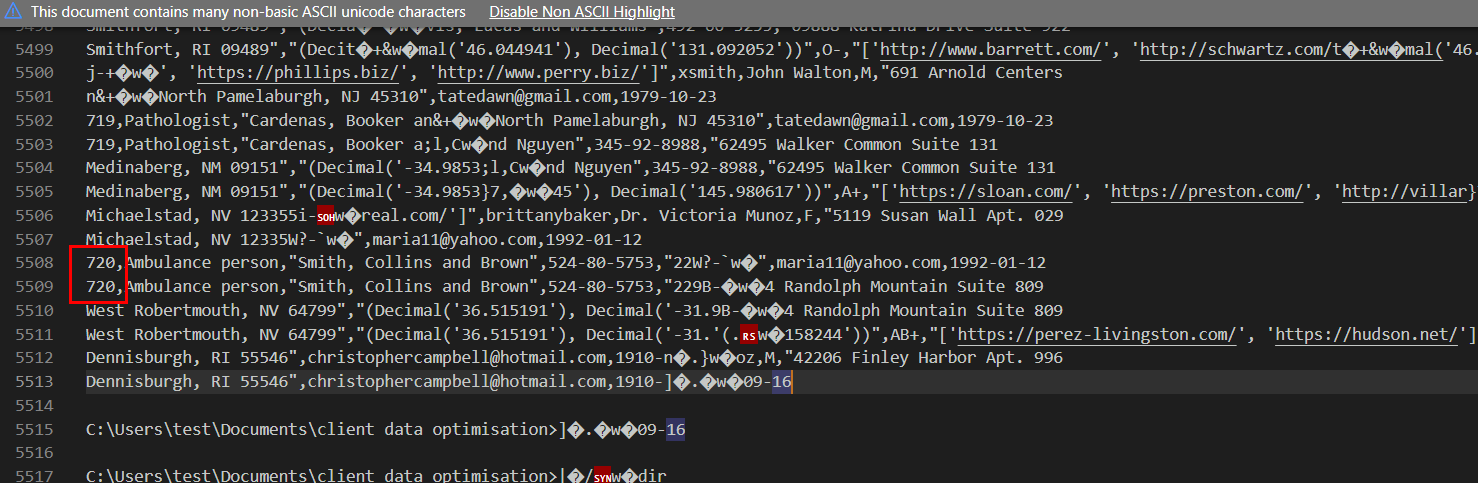 This document contains many non-basic ASCII unicode characters Disable Non ASCII Highlight
5499 Smithfort, RI 09489","(Decit�+&w�mal('46.044941'), Decimal('131.092052'))",O-,"['http://www.barrett.com/', 'http://schwartz.com/t�+&w�mal('46.
5500 j-+�w�', 'https://phillips.biz/', 'http://www.perry.biz/']",xsmith,John Walton,M,"691 Arnold Centers
5501 n&+�w�North Pamelaburgh, NJ 45310",tatedawn@gmail.com,1979-10-23
5502 719,Pathologist,"Cardenas, Booker an&+�w�North Pamelaburgh, NJ 45310",tatedawn@gmail.com,1979-10-23
5503 719,Pathologist,"Cardenas, Booker a;l,Cw�nd Nguyen",345-92-8988,"62495 Walker Common Suite 131
5504 Medinaberg, NM 09151","(Decimal('-34.9853;l,Cw�nd Nguyen",345-92-8988,"62495 Walker Common Suite 131
5505 Medinaberg, NM 09151","(Decimal('-34.9853}7,�w�45'), Decimal('145.980617'))",A+,"['https://sloan.com/', 'https://preston.com/', 'http://villar}
5506 Michaelstad, NV 123355i-SOHw�real.com/']",brittanybaker,Dr. Victoria Munoz,F,"5119 Susan Wall Apt. 029
5507 Michaelstad, NV 12335W?-`w�",maria11@yahoo.com,1992-01-12
5508 720,Ambulance person,"Smith, Collins and Brown",524-80-5753,"22W?-`w�",maria11@yahoo.com,1992-01-12
5509 720,Ambulance person,"Smith, Collins and Brown",524-80-5753,"229B-�w�4 Randolph Mountain Suite 809
5510 West Robertmouth, NV 64799","(Decimal('36.515191'), Decimal('-31.9B-�w�4 Randolph Mountain Suite 809
5511 West Robertmouth, NV 64799","(Decimal('36.515191'), Decimal('-31.'(.RSw�158244'))",AB+,"['https://perez-livingston.com/', 'https://hudson.net/']
5512 Dennisburgh, RI 55546",christophercampbell@hotmail.com,1910-n�.}w�oz,M,"42206 Finley Harbor Apt. 996
5513 Dennisburgh, RI 55546",christophercampbell@hotmail.com,1910-]�.�w�09-16
5514
5515 C:\Users\test\Documents\client data optimisation>]�.�w�09-16
5516
5517 C:\Users\test\Documents\client data optimisation>|�/SYNw�dir